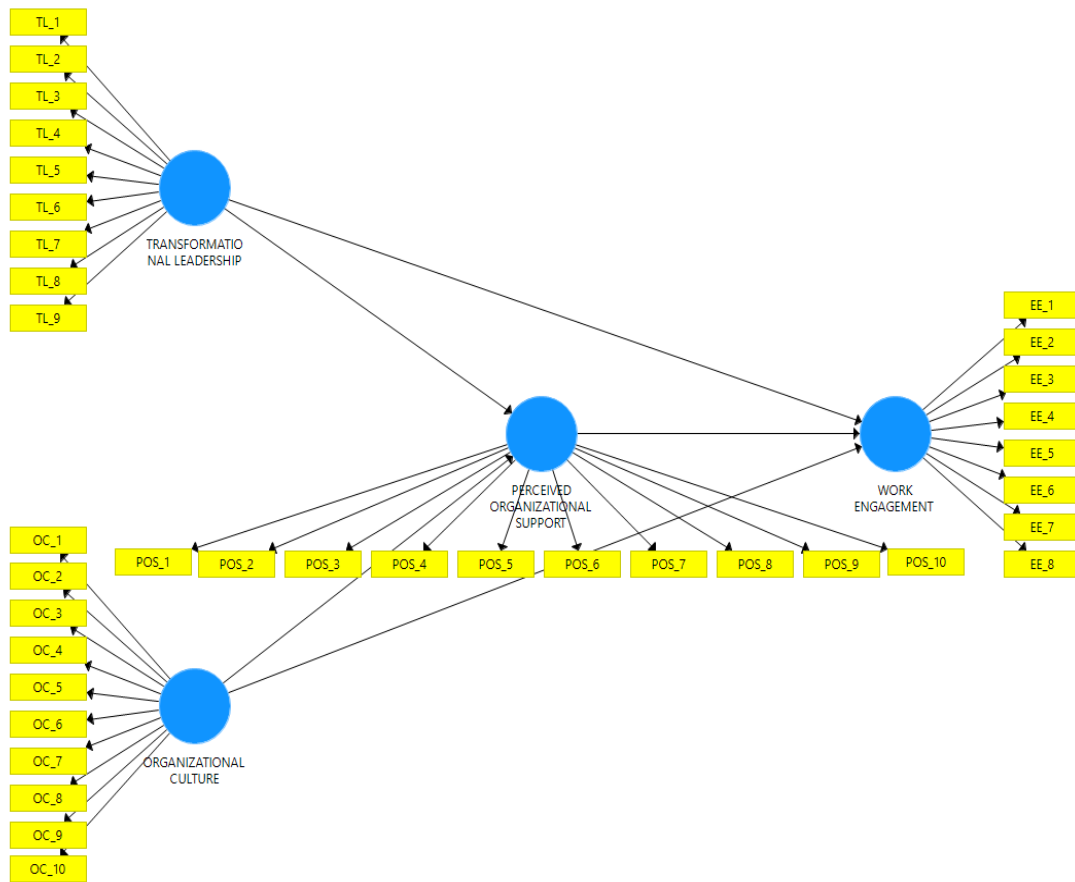 TL_1
TL_2
TL_3
TL_4
TL_5
TL_6
TL_7
TL_8
TL_9
TRANSFORMATIO
NAL LEADERSHIP
EE_1
EE_2
EE_3
EE_4
EE_5
EE_6
EE_7
EE_8
WORK
ENGAGEMENT
PERCEIVED
ORGANIZATIONAL
SUPPORT
POS_1
POS_2
POS_3
POS_4
POS_5
POS_6
POS_7
POS_8
POS_9
POS_10
OC_1
OC_2
OC_3
OC_4
OC_5
OC_6
OC_7
OC_8
OC_9
OC_10
ORGANIZATIONAL
CULTURE